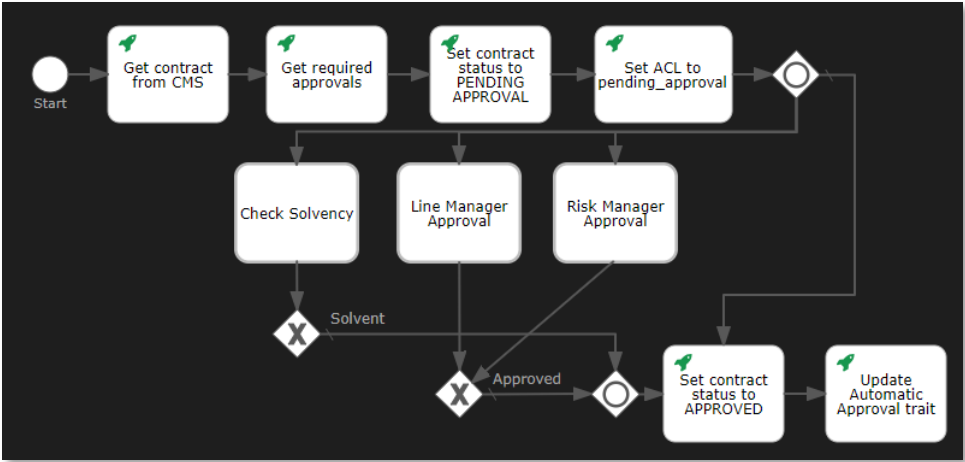 Start
Get contract
from CMS
Get required
approvals
Set contract
status to
PENDING
APPROVAL
Set ACL to
pending_approval
Check Solvency
Line Manager
Approval
Risk Manager
Approval
Solvent
Approved
Set contract
status to
APPROVED
Update
Automatic
Approval trait